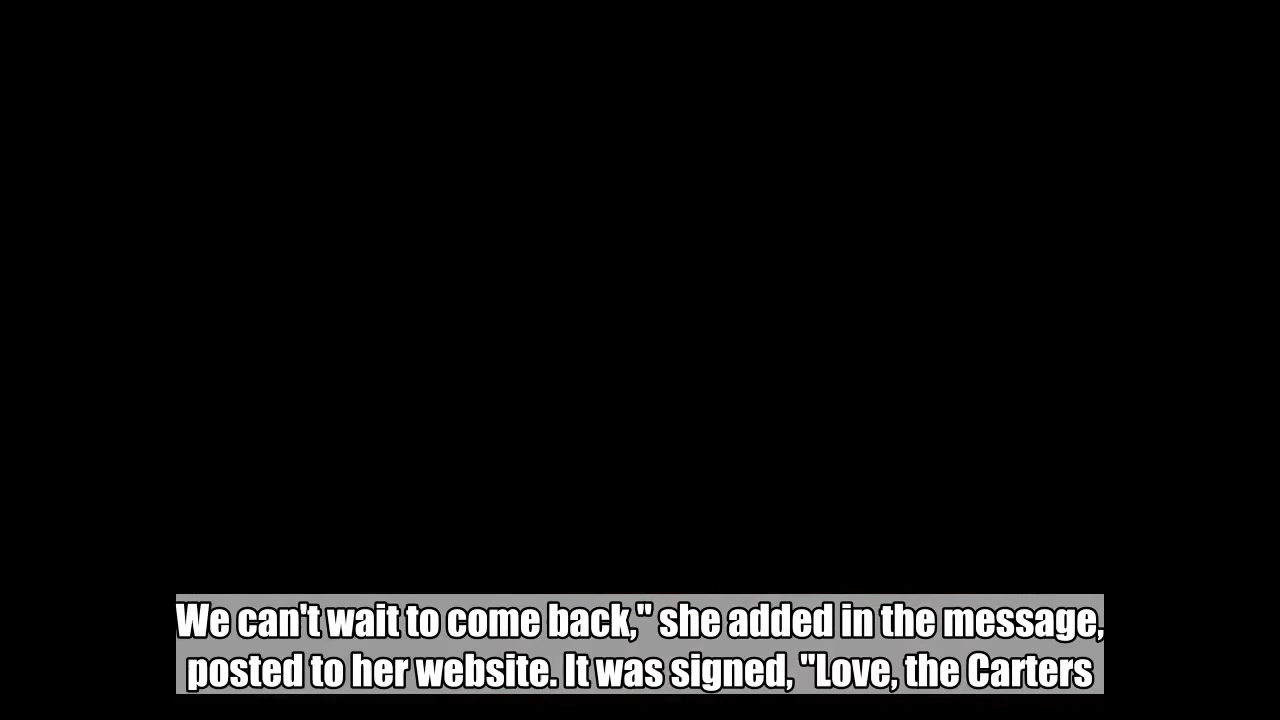 We can't wait to come back," she added in the message,
posted to her website. It was signed, "Love, the Carters